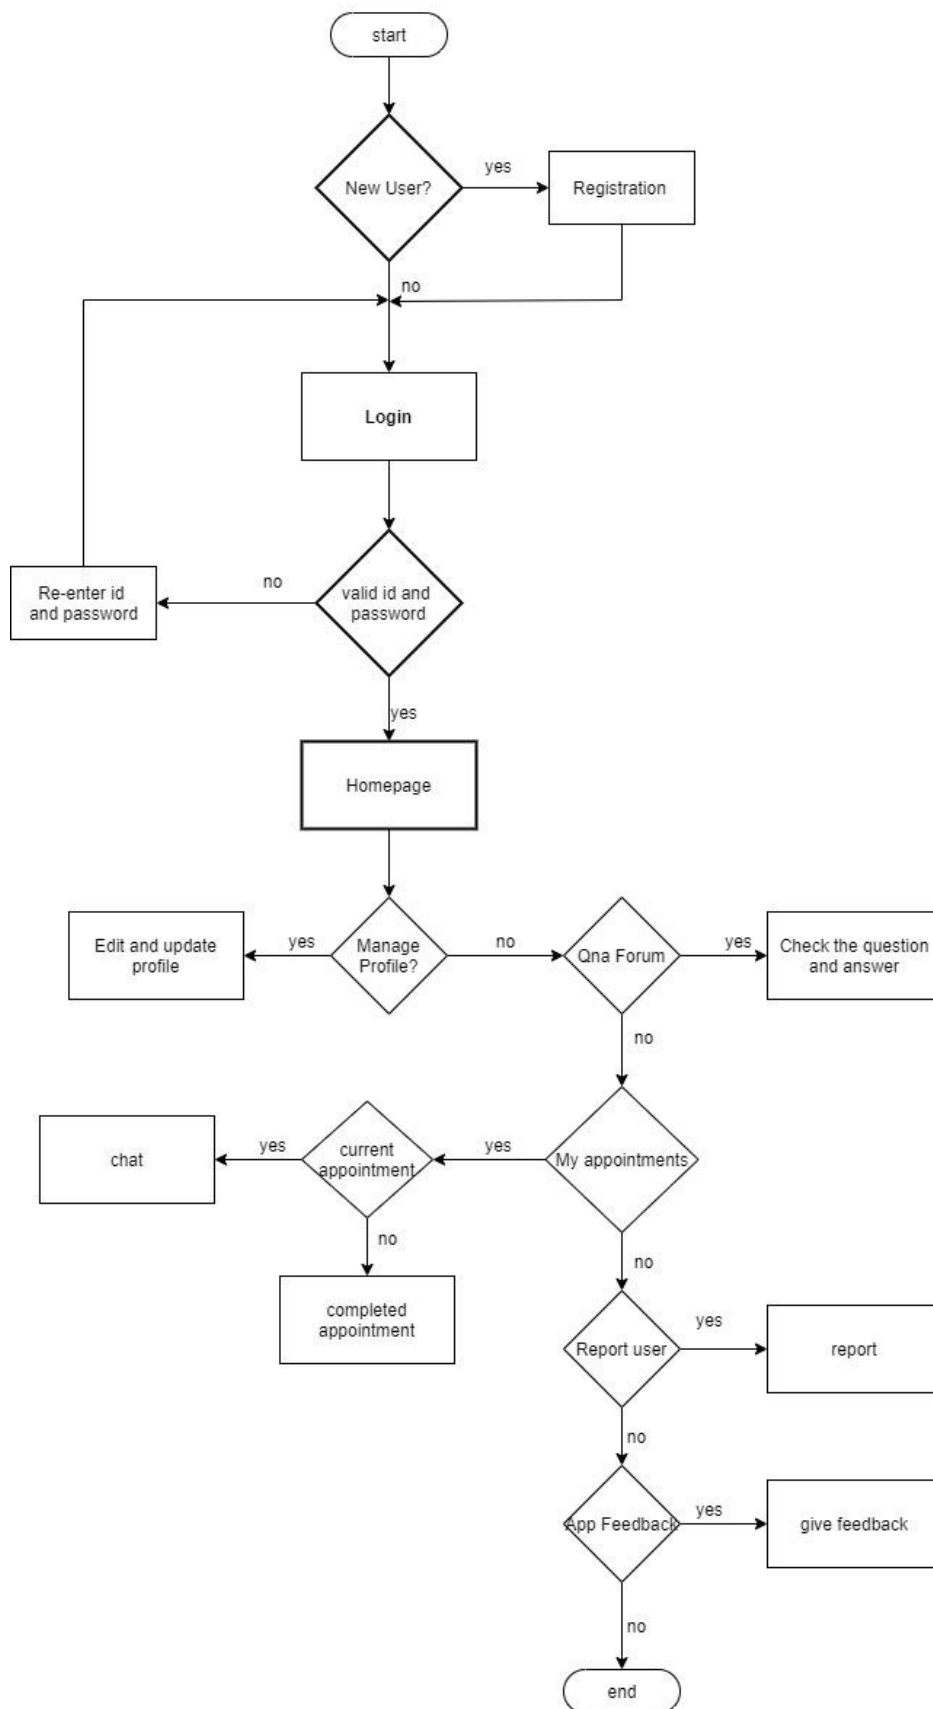 start
New User?
yes
Registration
no
Login
valid id and
password
no
Re-enter id
and password
yes
Homepage
Manage
Profile?
yes
Edit and update
profile
no
Qna Forum
yes
Check the question
and answer
no
My appointments
yes
current
appointment
yes
chat
no
completed
appointment
no
Report user
yes
report
no
App Feedback
yes
give feedback
no
end